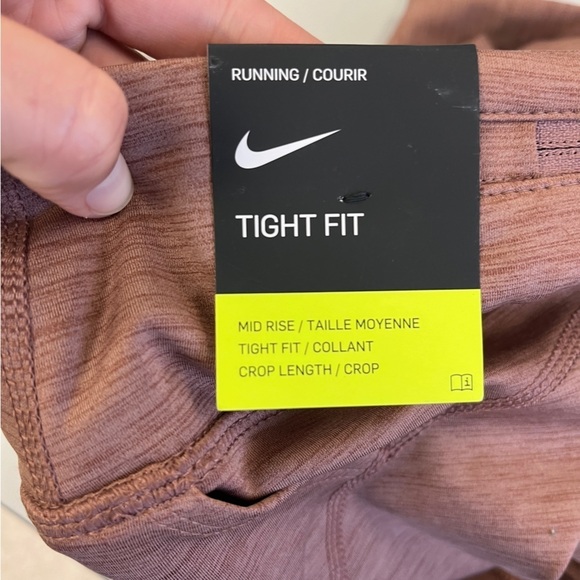 RUNNING / COURIR
TIGHT FIT
MID RISE / TAILLE MOYENNE
TIGHT FIT / COLLANT
CROP LENGTH / CROP